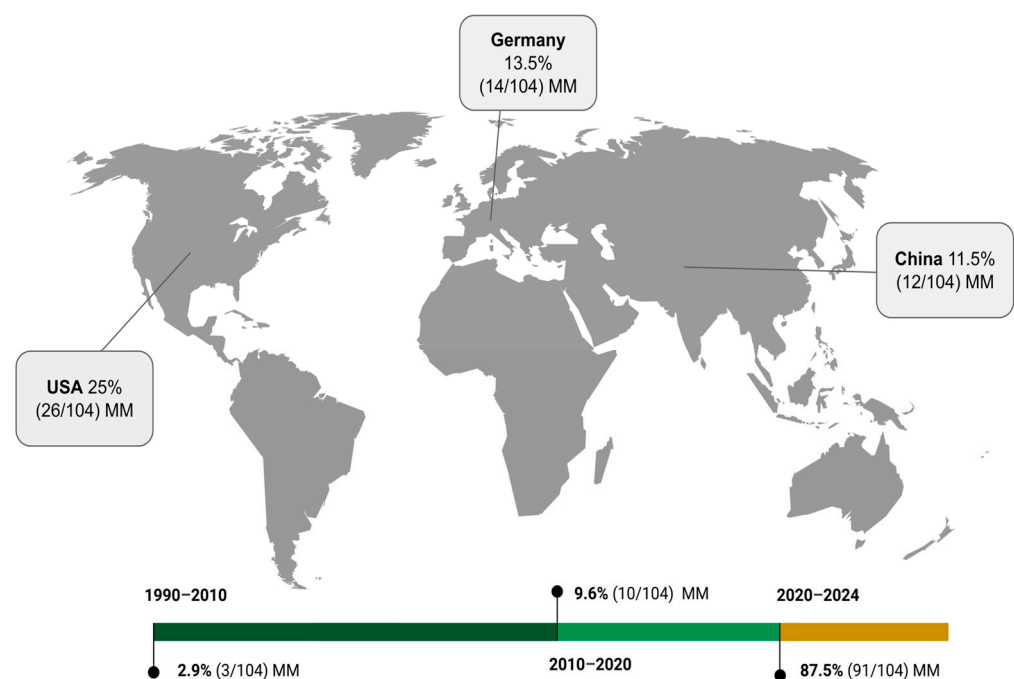 Germany
13.5%
(14/104) MM
China 11.5%
(12/104) MM
USA 25%
(26/104) MM
1990–2010
9.6% (10/104) MM
2020–2024
2.9% (3/104) MM
2010–2020
87.5% (91/104) MM